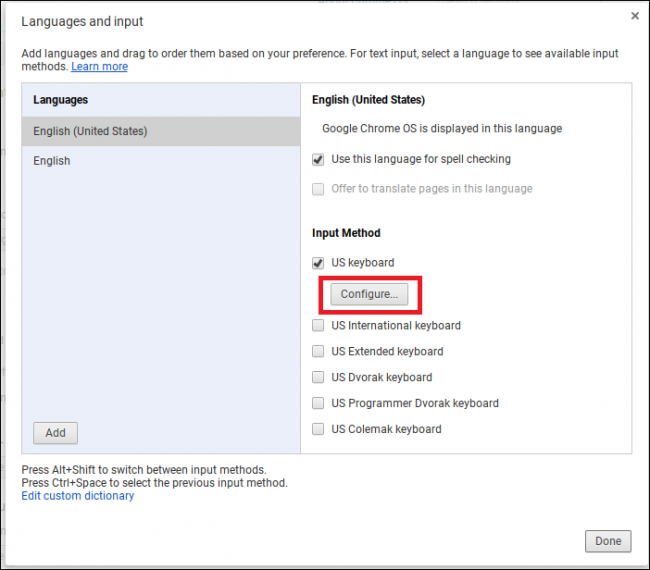 Languages and input
Add languages and drag to order them based on your preference. For text input, select a language to see available input
methods. Learn more
Languages
English (United States)
English
Add
English (United States)
Google Chrome OS is displayed in this language
Use this language for spell checking
Offer to translate pages in this language
Input Method
US keyboard
Configure...
US International keyboard
US Extended keyboard
US Dvorak keyboard
US Programmer Dvorak keyboard
US Colemak keyboard
Press Alt+Shift to switch between input methods.
Press Ctrl+Space to select the previous input method.
Edit custom dictionary
Done